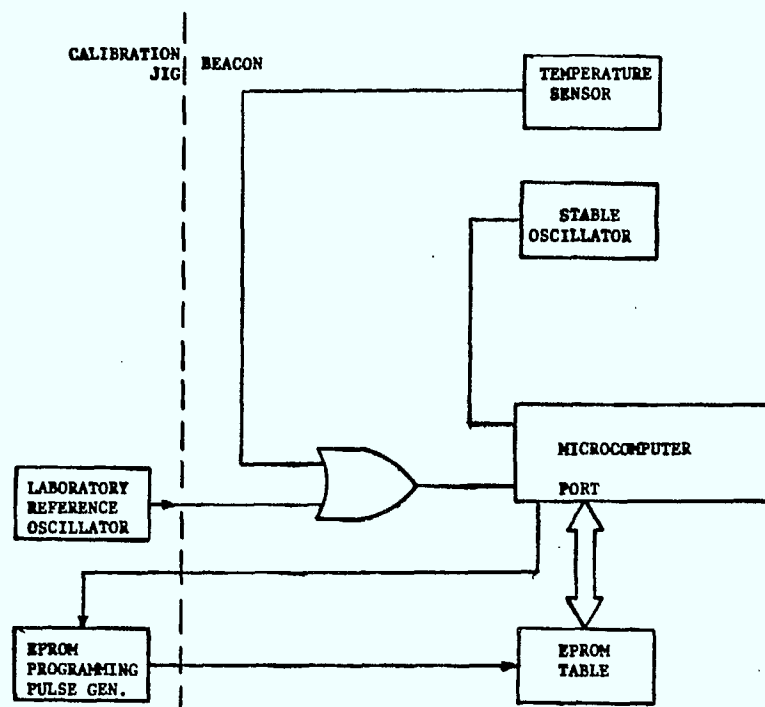 CALIBRATION
JIG
BEACON
TEMPERATURE
SENSOR
STABLE
OSCILLATOR
MICROCOMPUTER
PORT
LABORATORY
REFERENCE
OSCILLATOR
EPROM
PROGRAMMING
PULSE GEN.
EPROM
TABLE